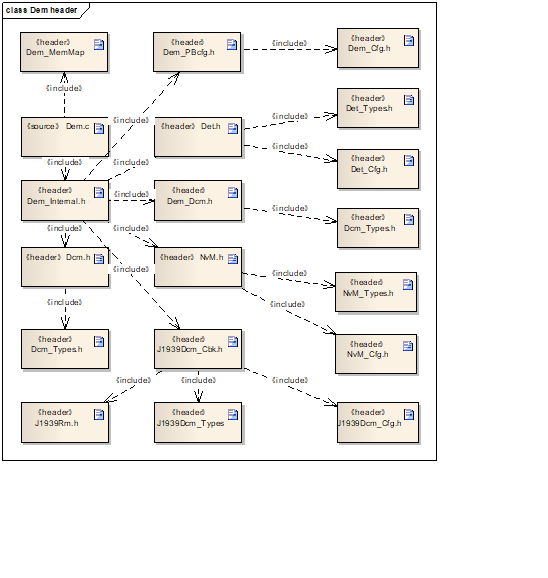 class Dem header
«header»
Dem_MemMap
«header»
Dem_PBcfg.h
«include»
«header»
Dem_Cfg.h
«include»
«header»
Det_Types.h
«source» Dem.c
«include»
«header» Det.h
«include»
«include»
«include»
«include»
«header»
Det_Cfg.h
«header»
Dem_Internal.h
«include»
«header»
Dem_Dcm.h
«include»
«header»
Dcm_Types.h
«include»
«include»
«header» Dcm.h
«include»
«header» NvM.h
«include»
«header»
NvM_Types.h
«include»
«include»
«header»
Dcm_Types.h
«header»
J1939Dcm_Cbk.h
«header»
NvM_Cfg.h
«include»
«include»
«include»
«header»
J1939Rm.h
«header»
J1939Dcm_Types
«header»
J1939Dcm_Cfg.h